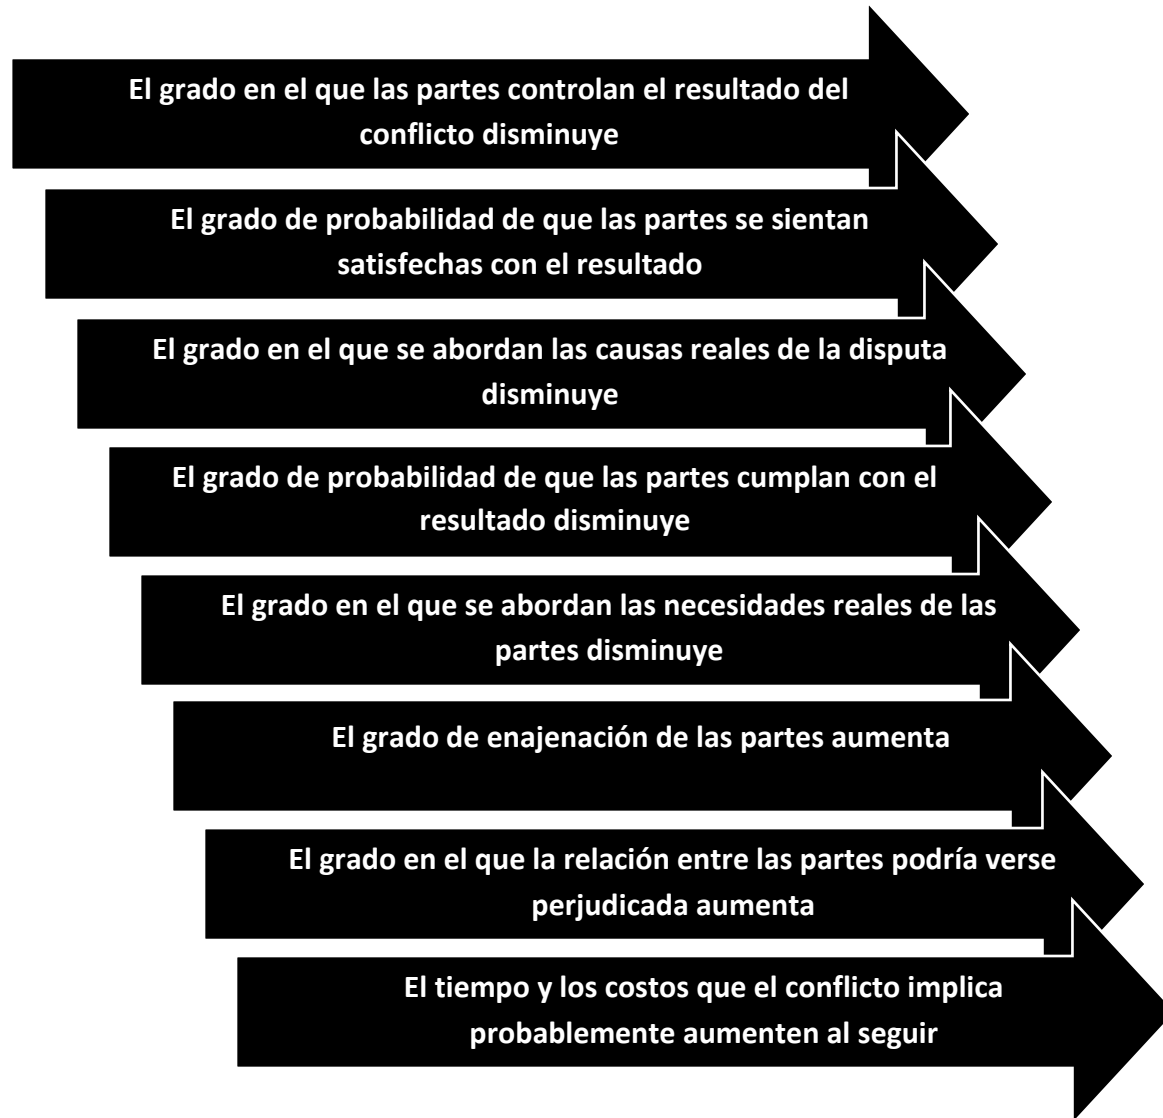 El grado en el que las partes controlan el resultado del
conflicto disminuye
El grado de probabilidad de que las partes se sientan
satisfechas con el resultado
El grado en el que se abordan las causas reales de la disputa
disminuye
El grado de probabilidad de que las partes cumplan con el
resultado disminuye
El grado en el que se abordan las necesidades reales de las
partes disminuye
El grado de enajenación de las partes aumenta
El grado en el que la relación entre las partes podría verse
perjudicada aumenta
El tiempo y los costos que el conflicto implica
probablemente aumenten al seguir